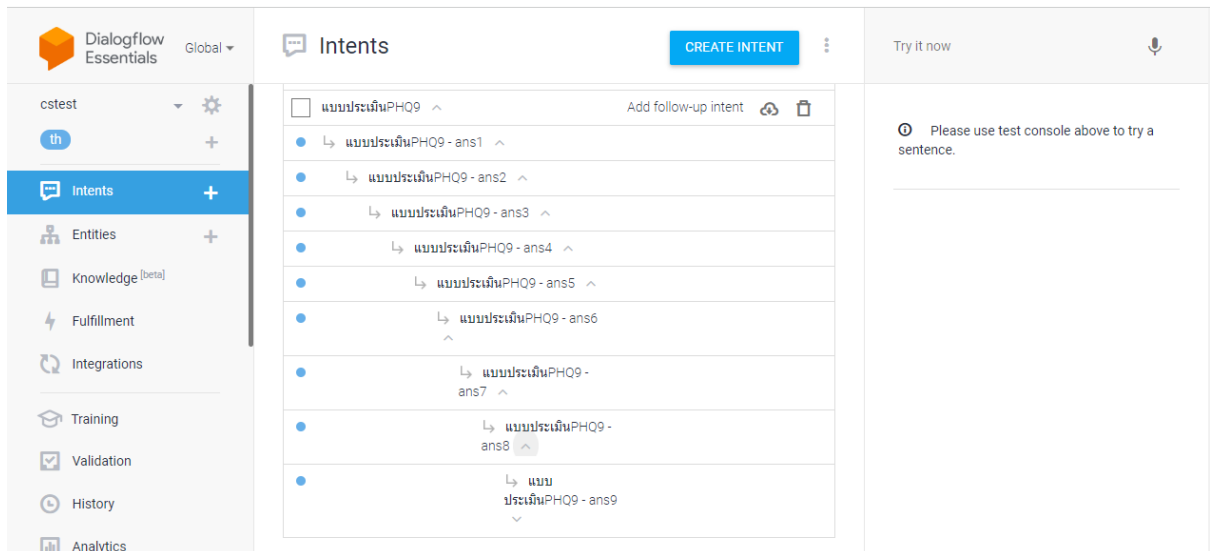 Dialogflow
Essentials
Global
Intents
CREATE INTENT
Try it now
cstest
th
Intents
Entities
Knowledge [beta]
Fulfillment
Integrations
Training
Validation
History
Analytics
แบบประเมินPHQ9
Add follow-up intent
แบบประเมินPHQ9 - ans1
แบบประเมินPHQ9 - ans2
แบบประเมินPHQ9 - ans3
แบบประเมินPHQ9 - ans4
แบบประเมินPHQ9 - ans5
แบบประเมินPHQ9 - ans6
แบบประเมินPHQ9 -
ans7
แบบประเมินPHQ9 -
ans8
แบบ
ประเมินPHQ9 - ans9
Please use test console above to try a
sentence.